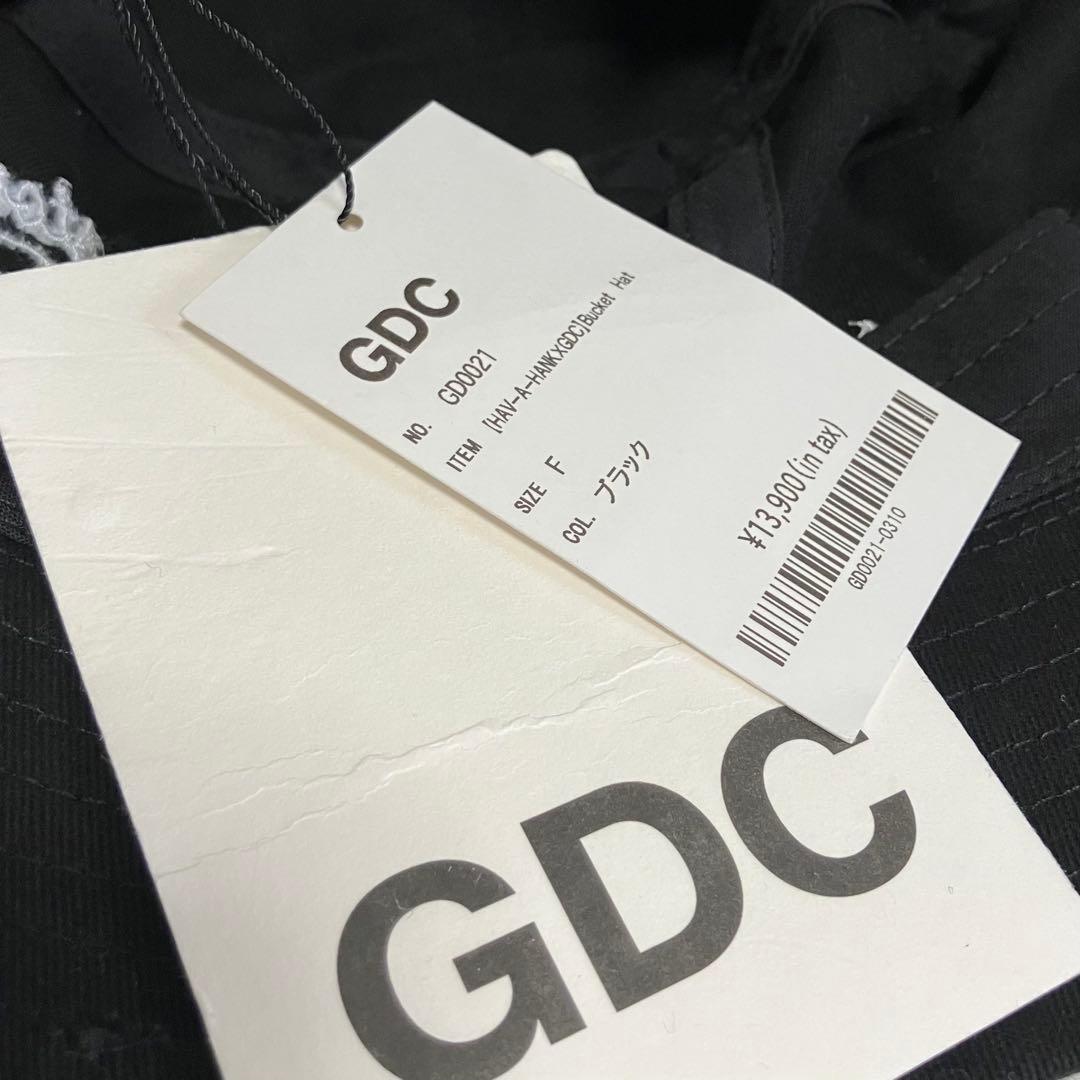 GDC
NO. GD0021
ITEM [HAV-A-HANKXGDC]Bucket Hat
SIZE F
COL. ブラック
¥13,900(in tax)
GD0021-0310
GDC